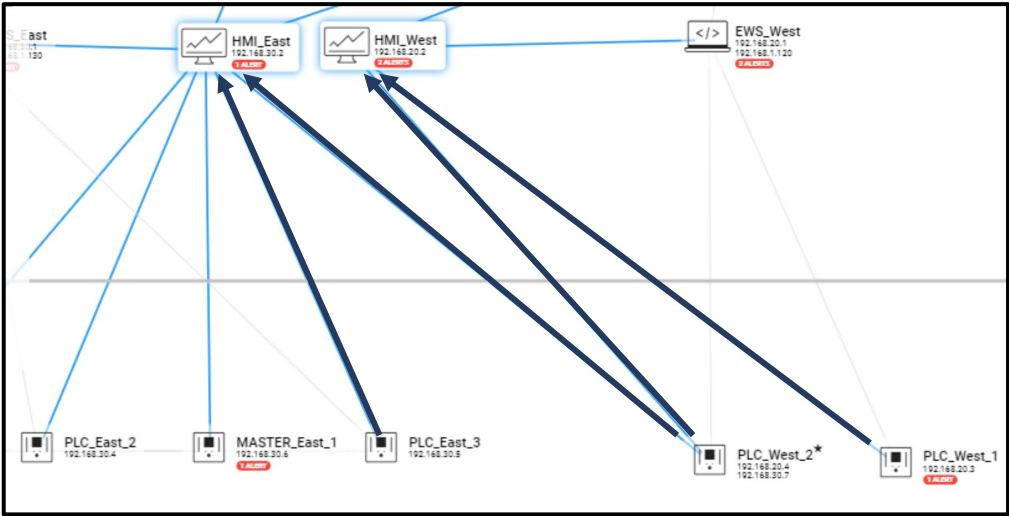 S_East
.130
HMI_East
192.168.30.2
1 ALERT
HMI_West
192.168.20.2
2 ALERTS
</>
EWS_West
192.168.20.1
192.168.1.120
2 ALERTS
PLC_East_2
192.168.30.4
MASTER_East_1
192.168.30.6
1 ALERT
PLC_East_3
192.168.30.5
PLC_West_2★
192.168.20.4
192.168.30.7
PLC_West_1
192.168.20.3
1 ALERT